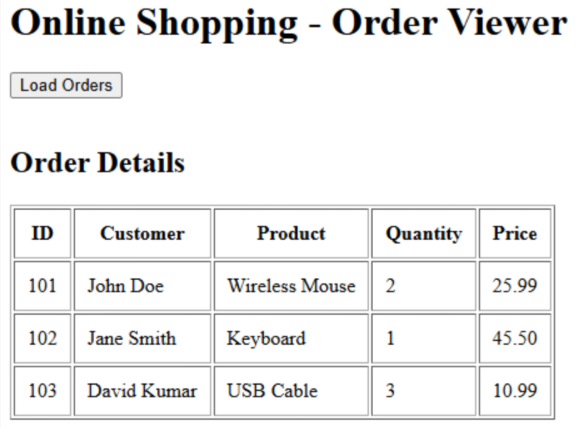 Online Shopping - Order Viewer
Load Orders
Order Details
ID Customer Product Quantity Price
101 John Doe Wireless Mouse 2 25.99
102 Jane Smith Keyboard 1 45.50
103 David Kumar USB Cable 3 10.99